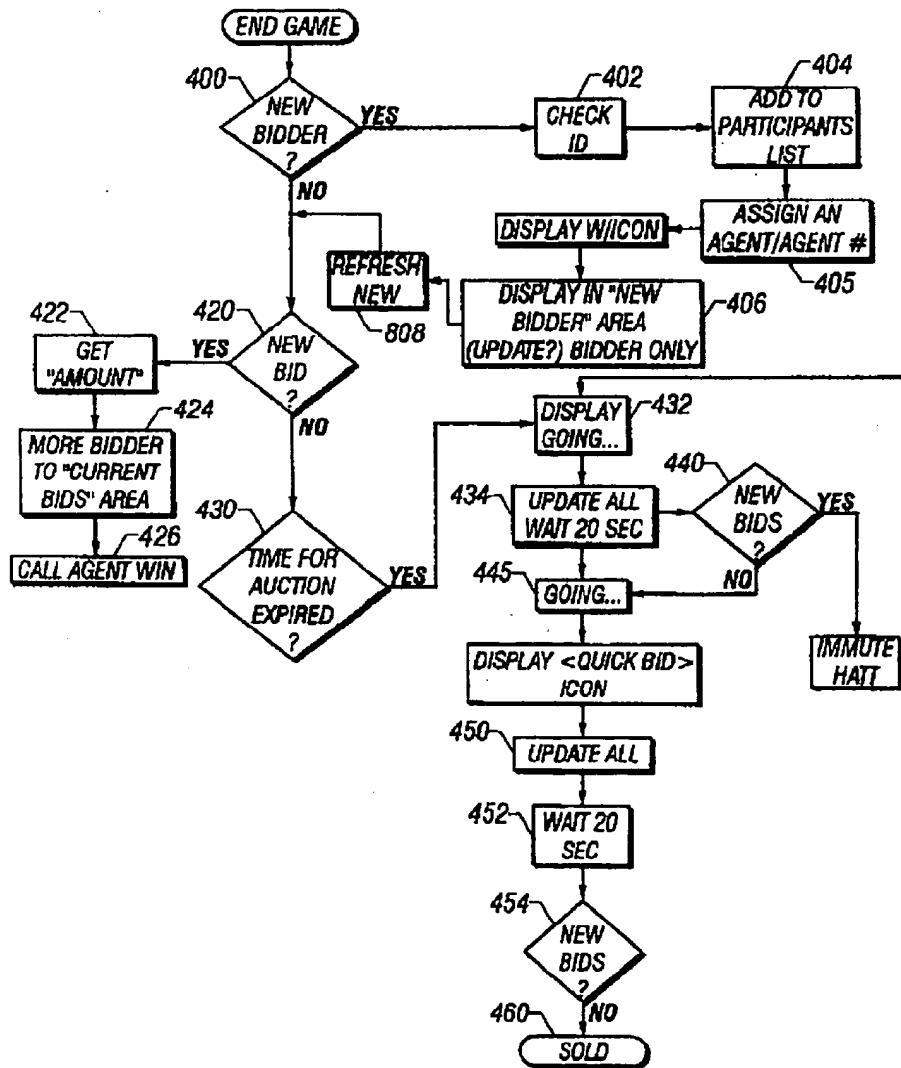 END GAME
400
NEW
BIDDER
?
YES
402
CHECK
ID
404
ADD TO
PARTICIPANTS
LIST
NO
ASSIGN AN
AGENT/AGENT #
405
DISPLAY W/ICON
DISPLAY IN "NEW
BIDDER" AREA
(UPDATE?) BIDDER ONLY
406
REFRESH
NEW
808
420
NEW
BID
?
YES
422
GET
"AMOUNT"
424
MORE BIDDER
TO "CURRENT
BIDS" AREA
426
CALL AGENT WIN
NO
430
TIME FOR
AUCTION
EXPIRED
?
YES
DISPLAY
GOING...
432
434
UPDATE ALL
WAIT 20 SEC
440
NEW
BIDS
?
YES
NO
445
GOING...
IMMUTE
HATT
DISPLAY <QUICK BID>
ICON
450
UPDATE ALL
452
WAIT 20
SEC
454
NEW
BIDS
?
NO
460
SOLD